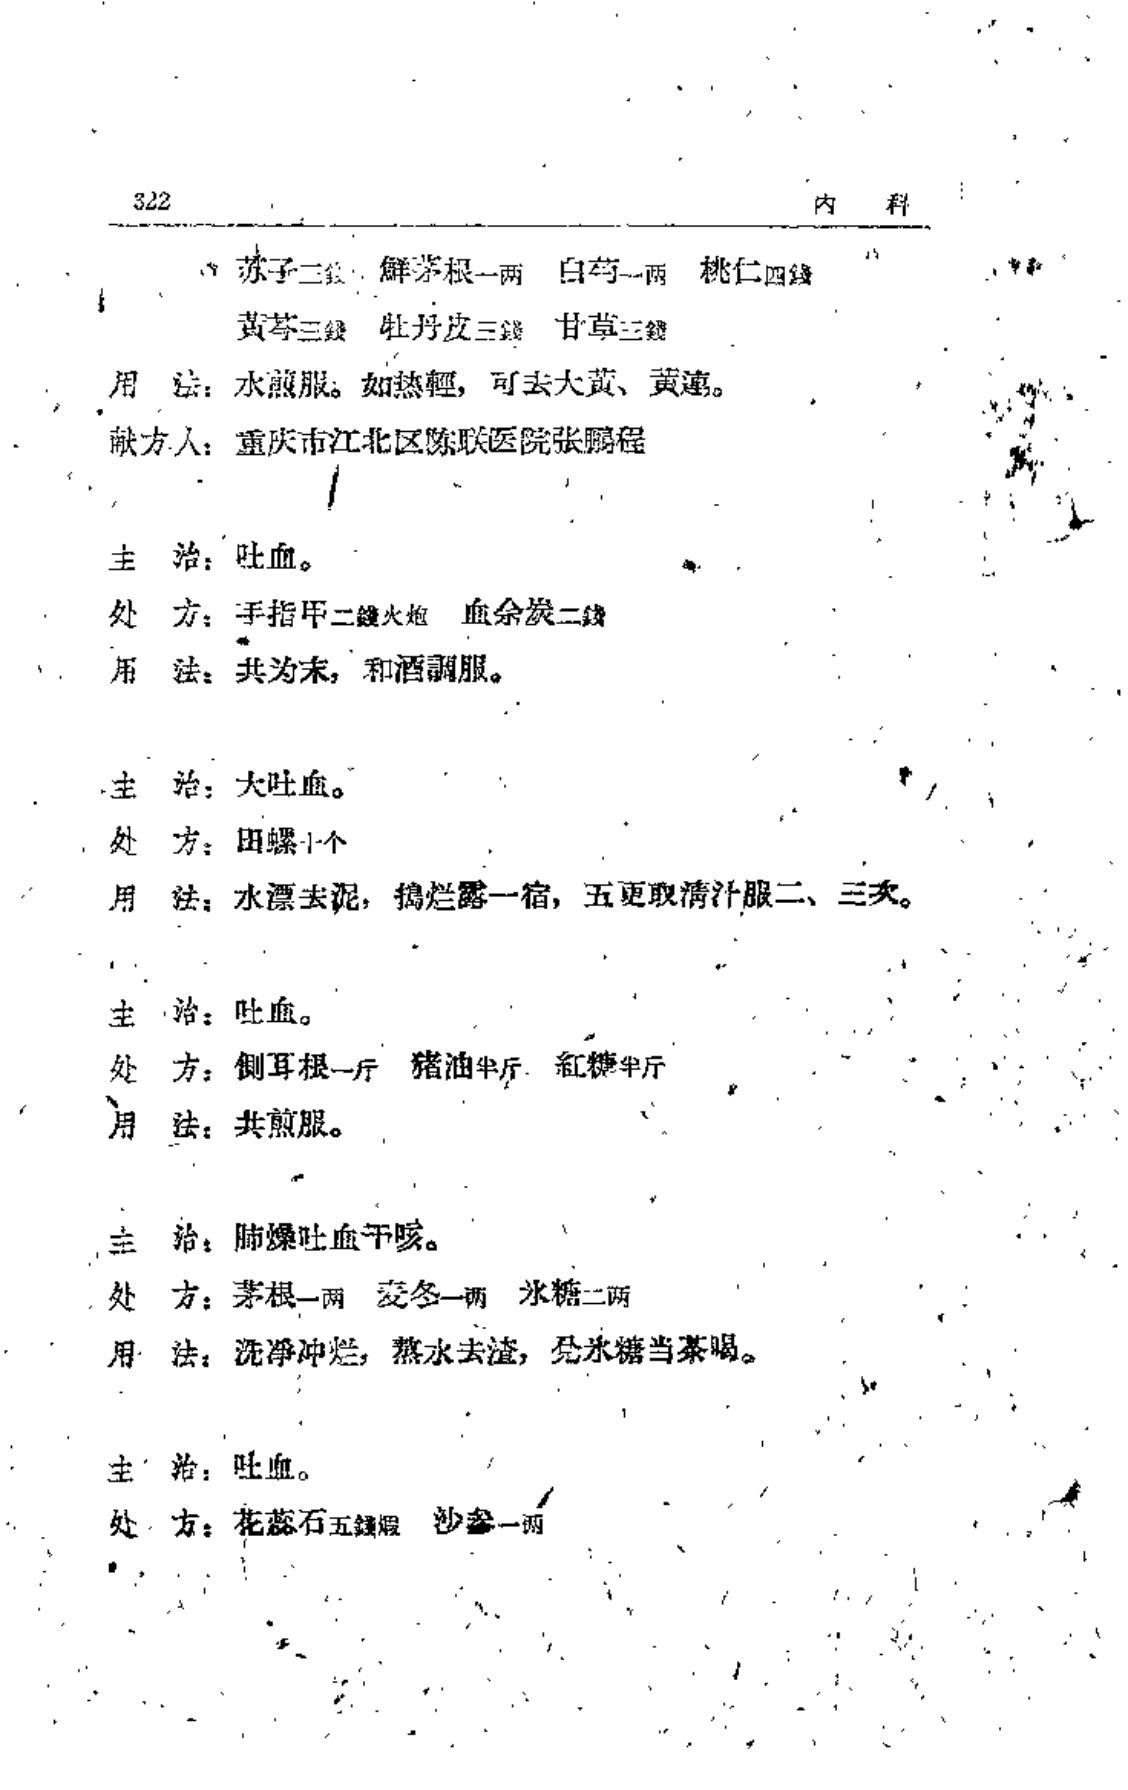 322 内 科
苏子三錢 鮮茅根一两 白芍一两 桃仁四錢
黃芩三錢 牡丹皮三錢 甘草三錢
用 法：水煎服。如热輕，可去大黄、黄連。
献方人：重庆市江北区陈联医院张鹏程
主 治：吐血。
处 方：手指甲二錢火炮 血余炭二錢
用 法：共为末，和酒調服。
主 治：大吐血。
处 方：田螺十个
用 法：水漂去泥，搗烂露一宿，五更取清汁服二、三次。
主 治：吐血。
处 方：側耳根一斤 猪油半斤 紅糖半斤
用 法：共煎服。
主 治：肺燥吐血干咳。
处 方：茅根一两 麦冬一两 氷糖二两
用 法：洗净冲烂，蒸水去渣，兑氷糖当茶喝。
主 治：吐血。
处 方：花蕊石五錢煅 沙参一两